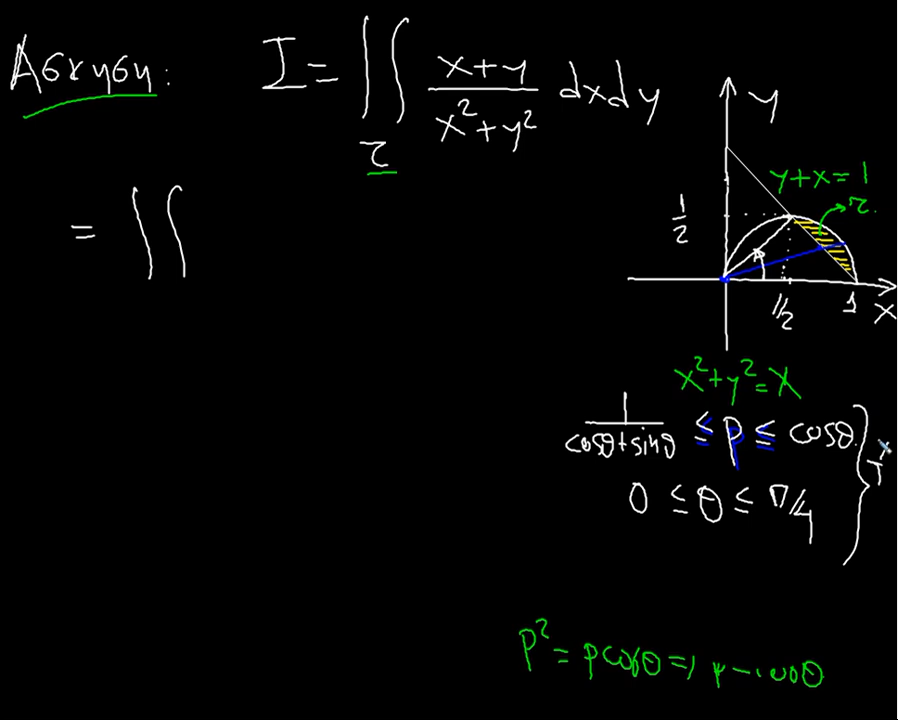 Άσκηση: I = ∬_τ (x+y)/(x²+y²) dxdy
= ∬
y
y+x=1
τ
1/2
1/2 1 x
x²+y²=x
1/(cosθ+sinθ) ≤ ρ ≤ cosθ
0 ≤ θ ≤ π/4
ρ² = ρcosθ ⇒ ρ = cosθ